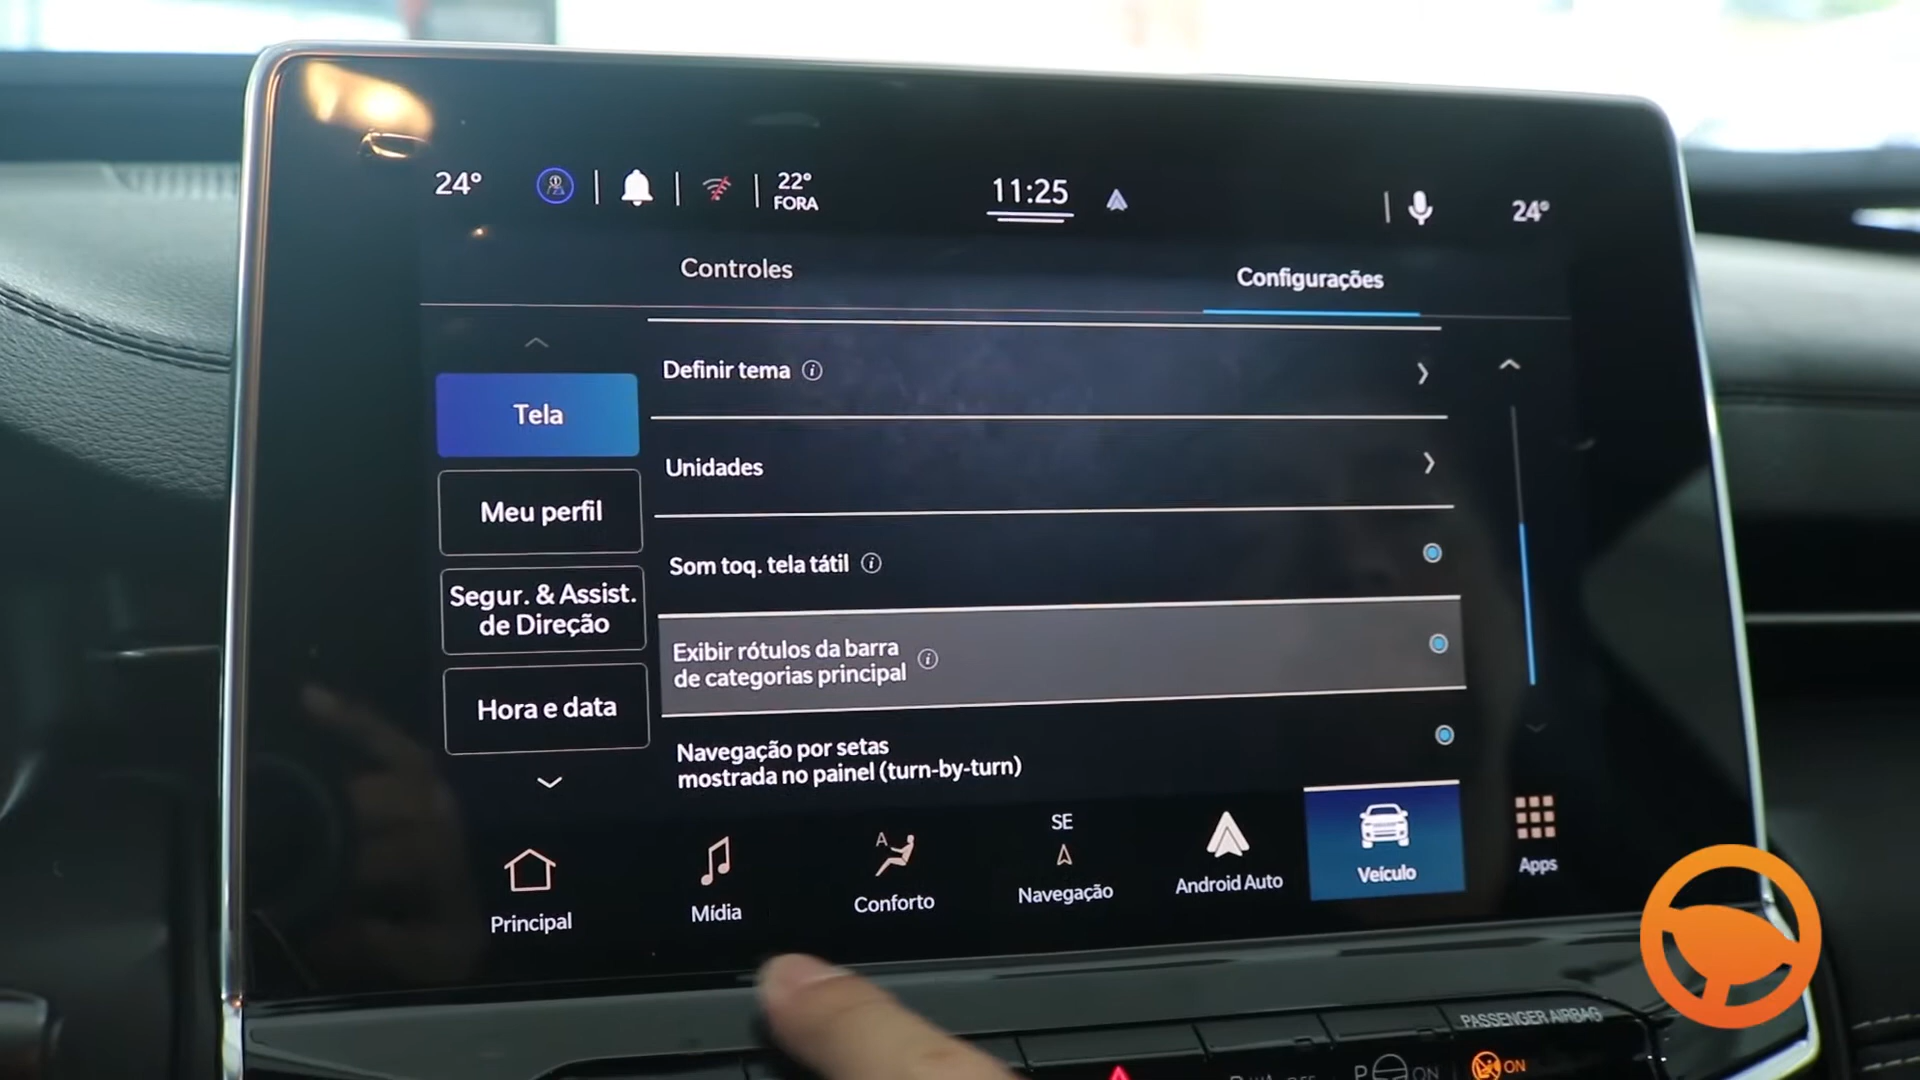 24°
22°
FORA
11:25
24°
Controles
Configurações
Definir tema
Tela
Unidades
Meu perfil
Som toq. tela tátil
Segur. & Assist.
de Direção
Exibir rótulos da barra
de categorias principal
Hora e data
Navegação por setas
mostrada no painel (turn-by-turn)
Principal
Mídia
A
Conforto
SE
Navegação
Android Auto
Veículo
Apps
PASSENGER AIRBAG
P ON
ON